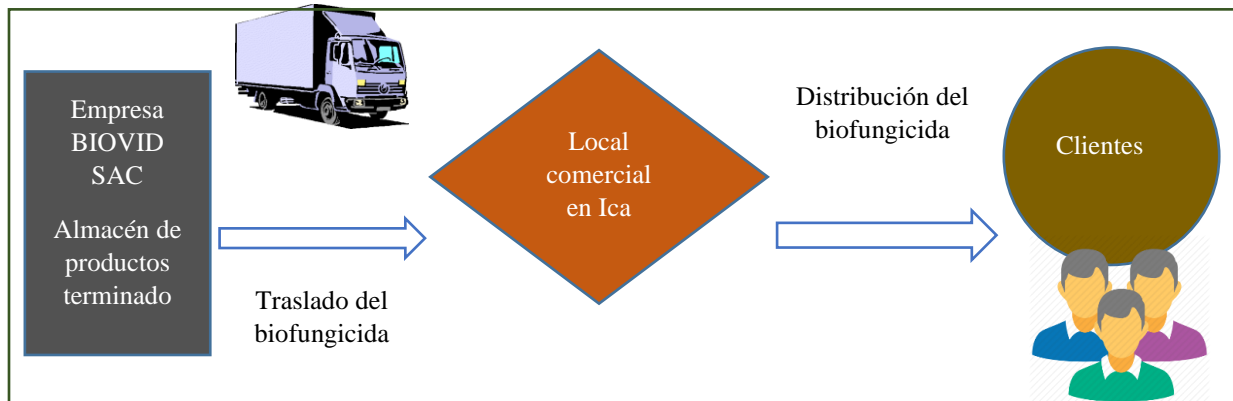 Empresa
BIOVID
SAC
Almacén de
productos
terminado
Traslado del
biofungicida
Local
comercial
en Ica
Distribución del
biofungicida
Clientes